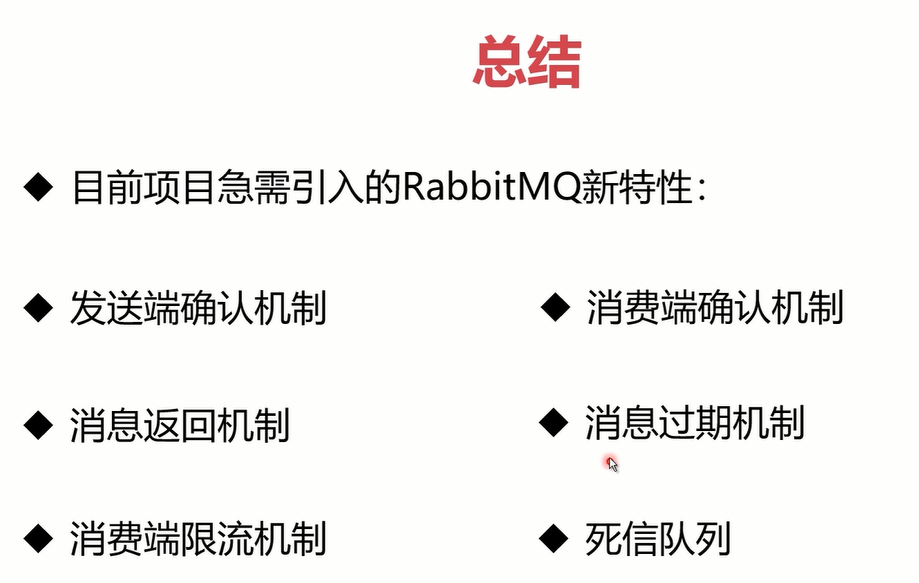 总结
◆ 目前项目急需引入的RabbitMQ新特性：
◆ 发送端确认机制
◆ 消费端确认机制
◆ 消息返回机制
◆ 消息过期机制
◆ 消费端限流机制
◆ 死信队列